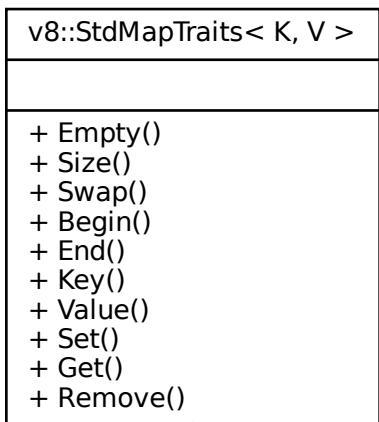 v8::StdMapTraits< K, V >
+ Empty()
+ Size()
+ Swap()
+ Begin()
+ End()
+ Key()
+ Value()
+ Set()
+ Get()
+ Remove()